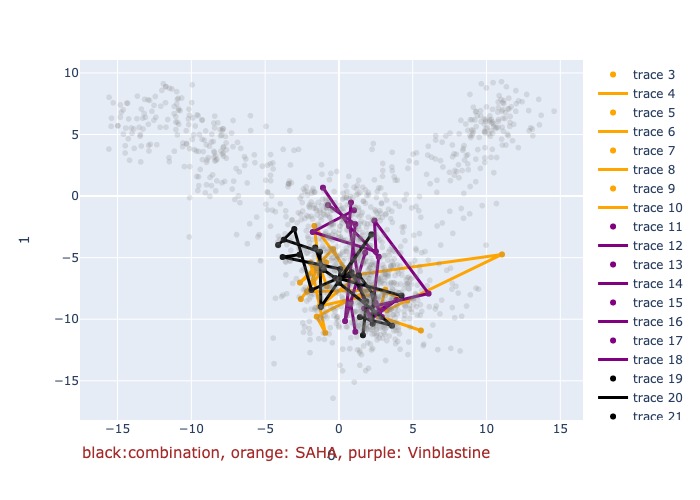 10
5
0
−5
−10
−15
1
−15
−10
−5
0
5
10
15
0
black:combination, orange: SAHA, purple: Vinblastine
trace 3
trace 4
trace 5
trace 6
trace 7
trace 8
trace 9
trace 10
trace 11
trace 12
trace 13
trace 14
trace 15
trace 16
trace 17
trace 18
trace 19
trace 20
trace 21